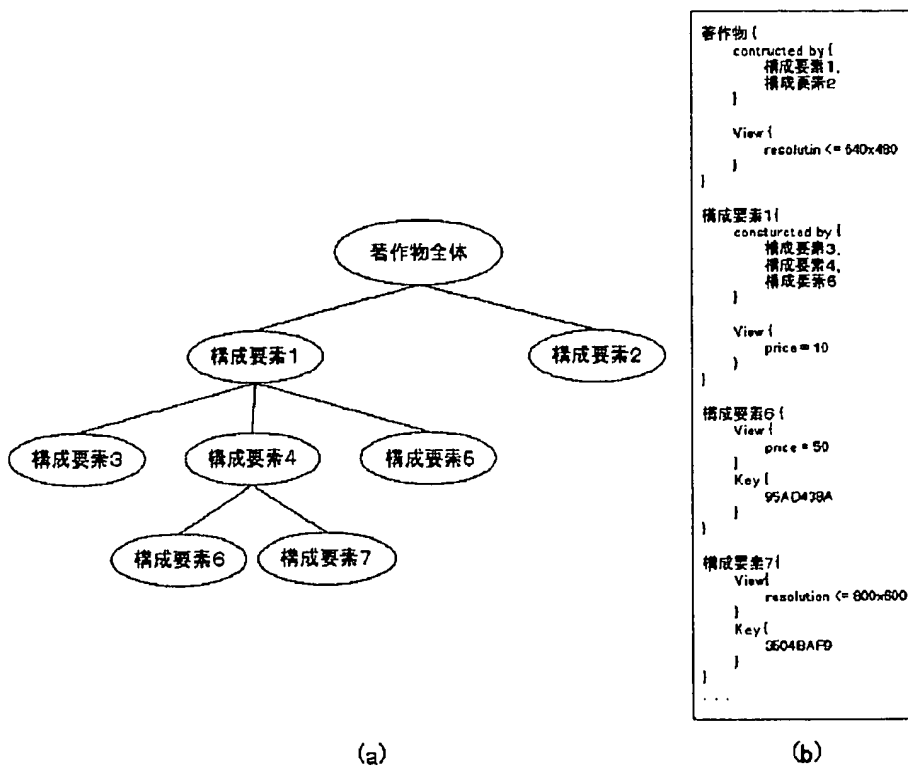 著作物全体
構成要素1
構成要素2
構成要素3
構成要素4
構成要素5
構成要素6
構成要素7
(a)
著作物{
contructed by{
構成要素1,
構成要素2
}
View{
resolutin <= 640x480
}
}
構成要素1{
consturcted by{
構成要素3,
構成要素4,
構成要素6
}
View{
price = 10
}
}
構成要素6{
View{
price = 50
}
Key{
95AD438A
}
}
構成要素7{
View{
resolution <= 800x600
}
Key{
3504BAF9
}
}
...
(b)